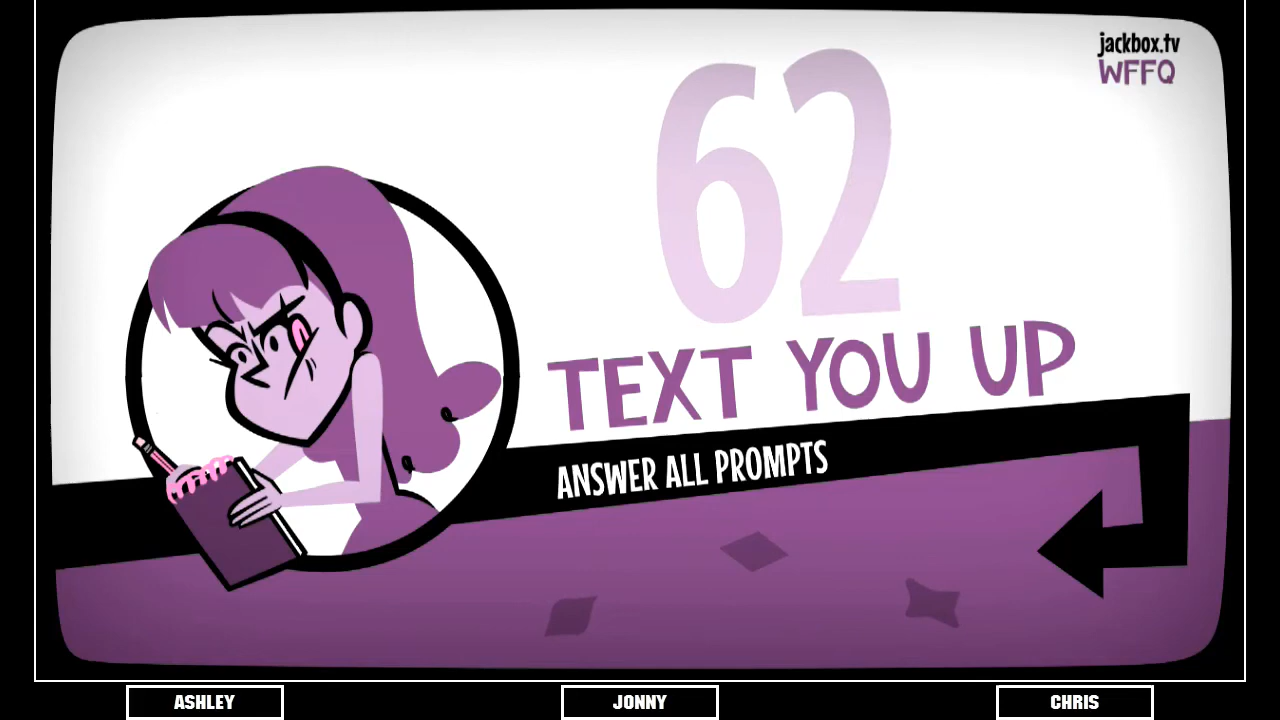 jackbox.tv
WFFQ
62
TEXT YOU UP
ANSWER ALL PROMPTS
ASHLEY
JONNY
CHRIS